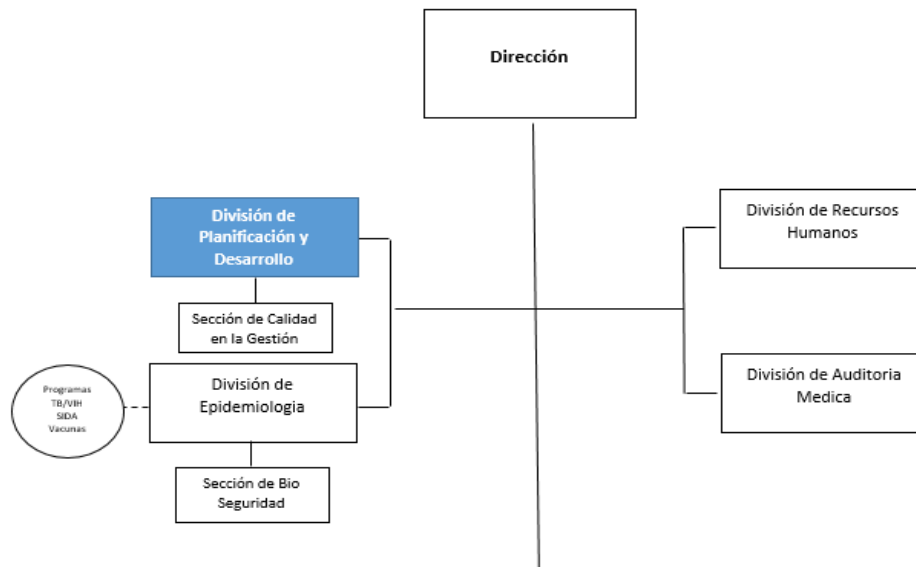 Dirección
División de
Planificación y
Desarrollo
Sección de Calidad
en la Gestión
División de
Epidemiologia
Programas
TB/VIH
SIDA
Vacunas
Sección de Bio
Seguridad
División de Recursos
Humanos
División de Auditoria
Medica